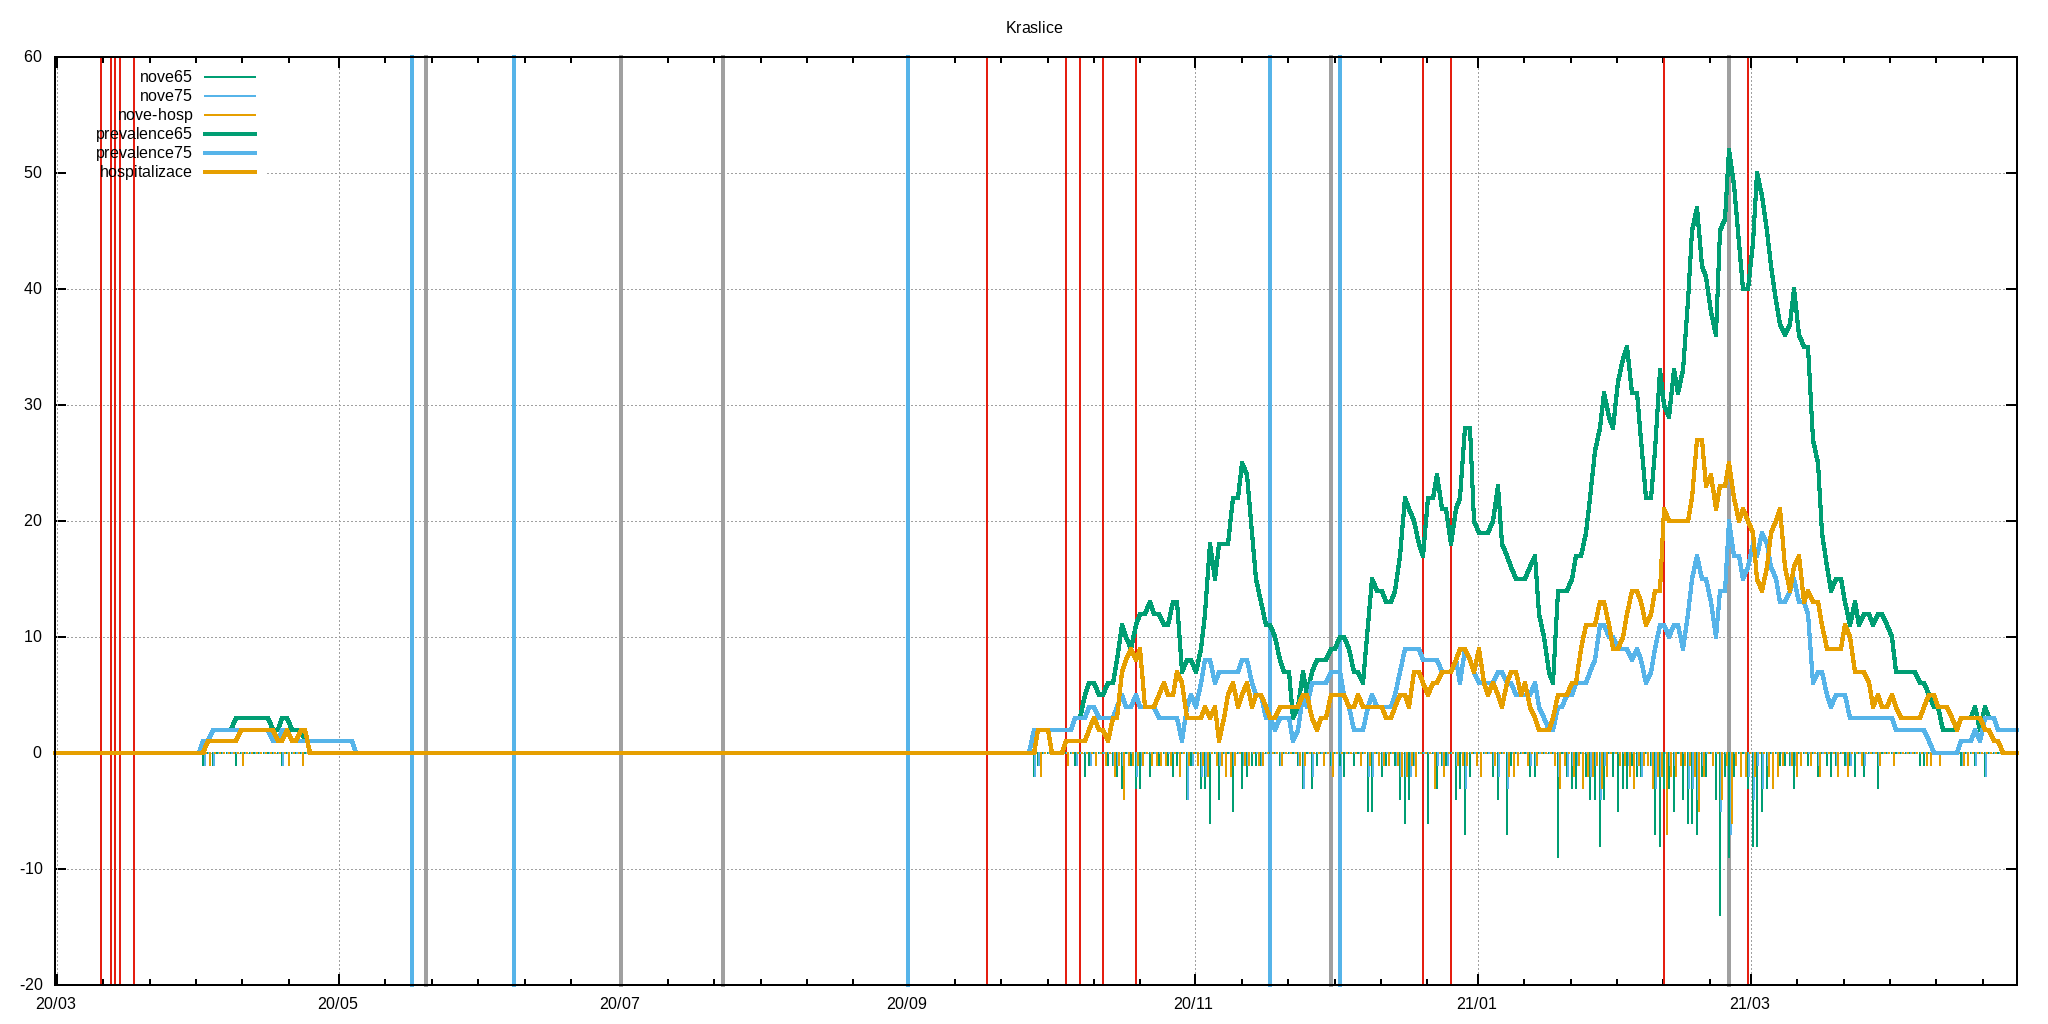 Kraslice
60
50
40
30
20
10
0
-10
-20
nove65
nove75
nove-hosp
prevalence65
prevalence75
hospitalizace
20/03 20/05 20/07 20/09 20/11 21/01 21/03